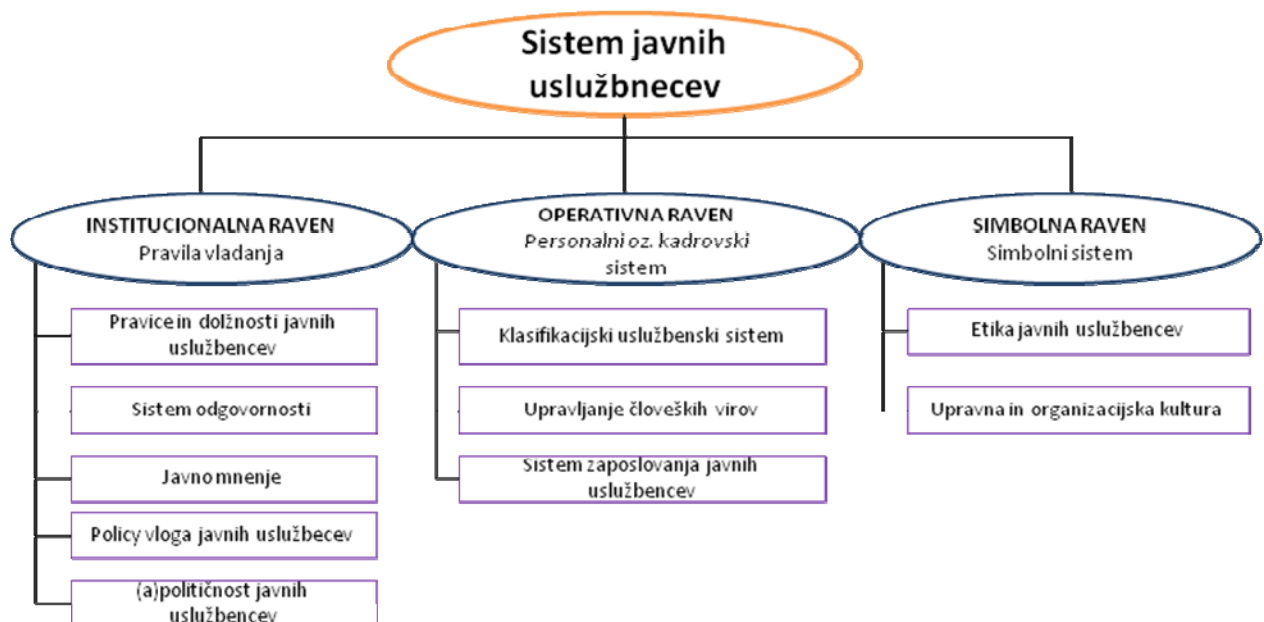 Sistem javnih
uslužbnecev
INSTITUCIONALNA RAVEN
Pravila vladanja
OPERATIVNA RAVEN
Personalni oz. kadrovski
sistem
SIMBOLNA RAVEN
Simbolni sistem
Pravice in dolžnosti javnih
uslužbencev
Sistem odgovornosti
Javno mnenje
Policy vloga javnih uslužbecev
(a)političnost javnih
uslužbencev
Klasifikacijski uslužbenski sistem
Upravljanje človeških virov
Sistem zaposlovanja javnih
uslužbencev
Etika javnih uslužbencev
Upravna in organizacijska kultura